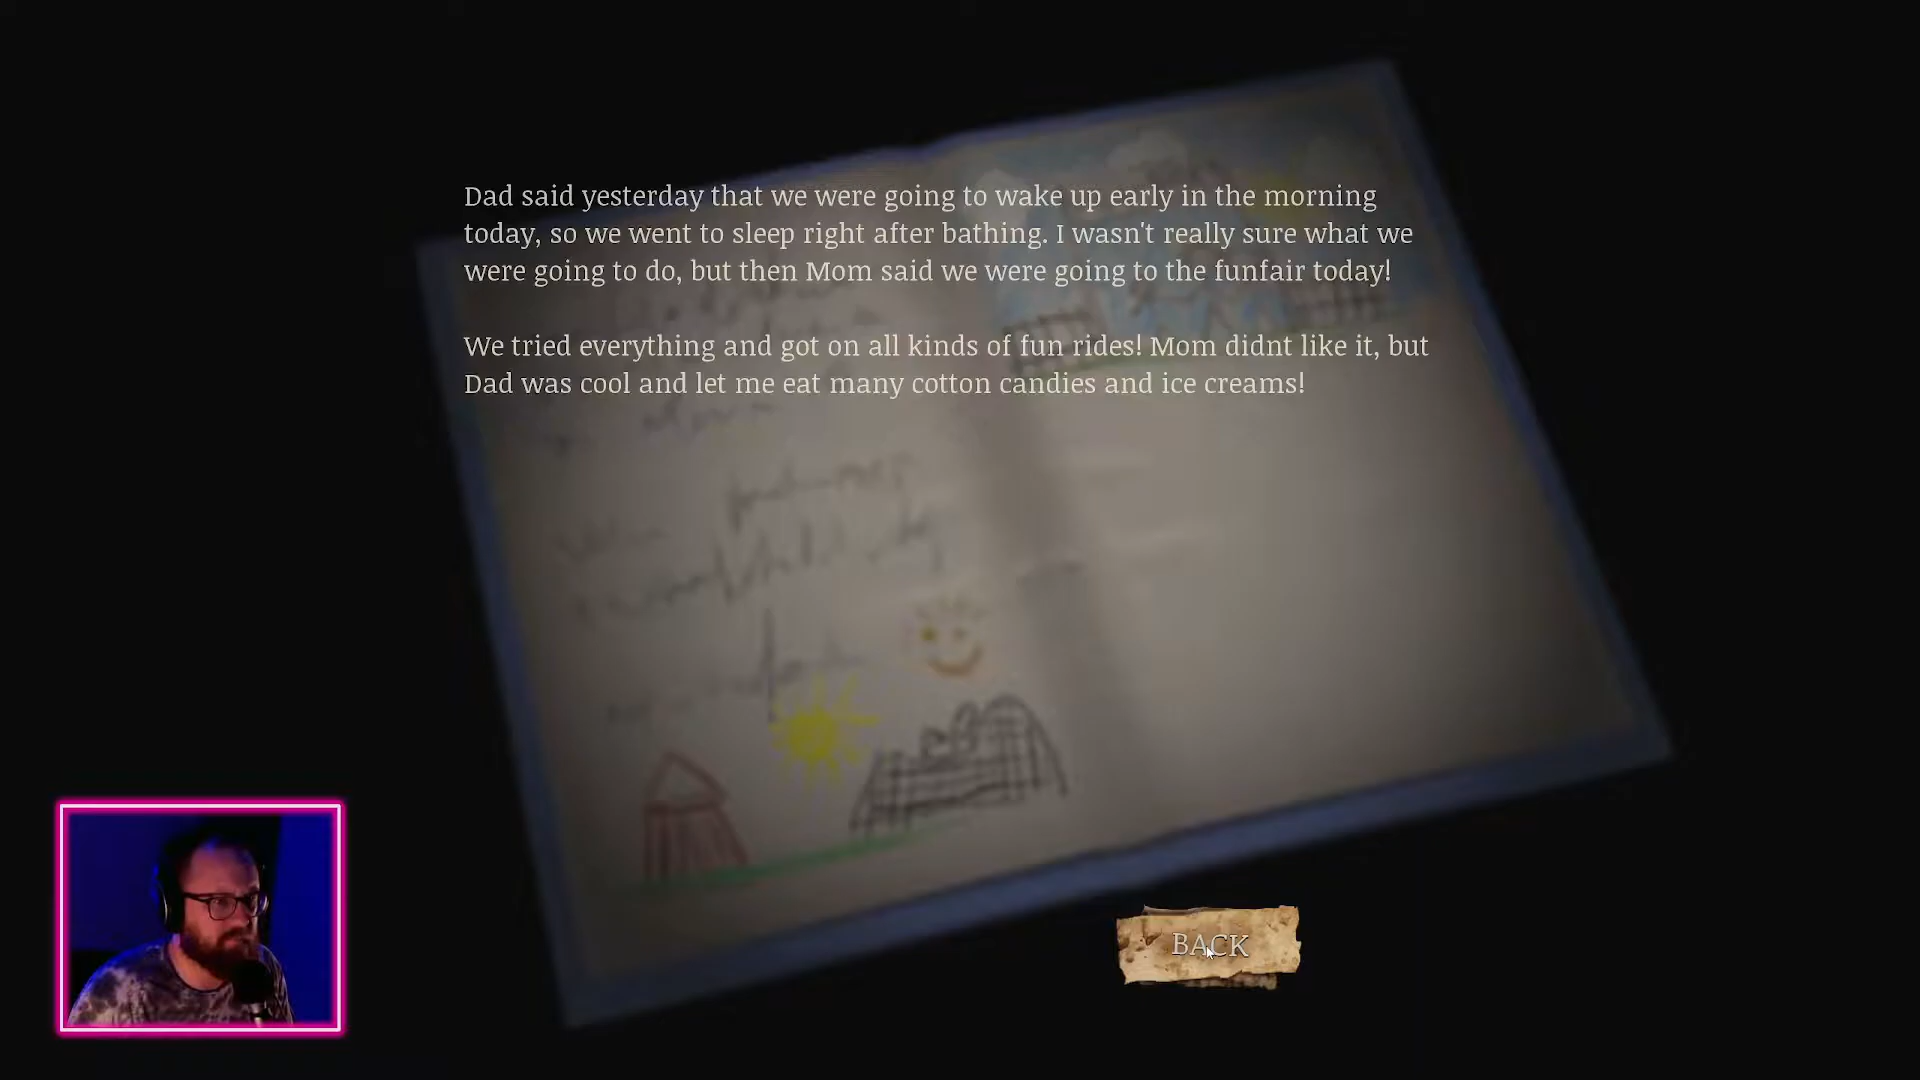 Dad said yesterday that we were going to wake up early in the morning
today, so we went to sleep right after bathing. I wasn't really sure what we
were going to do, but then Mom said we were going to the funfair today!
We tried everything and got on all kinds of fun rides! Mom didnt like it, but
Dad was cool and let me eat many cotton candies and ice creams!
BACK